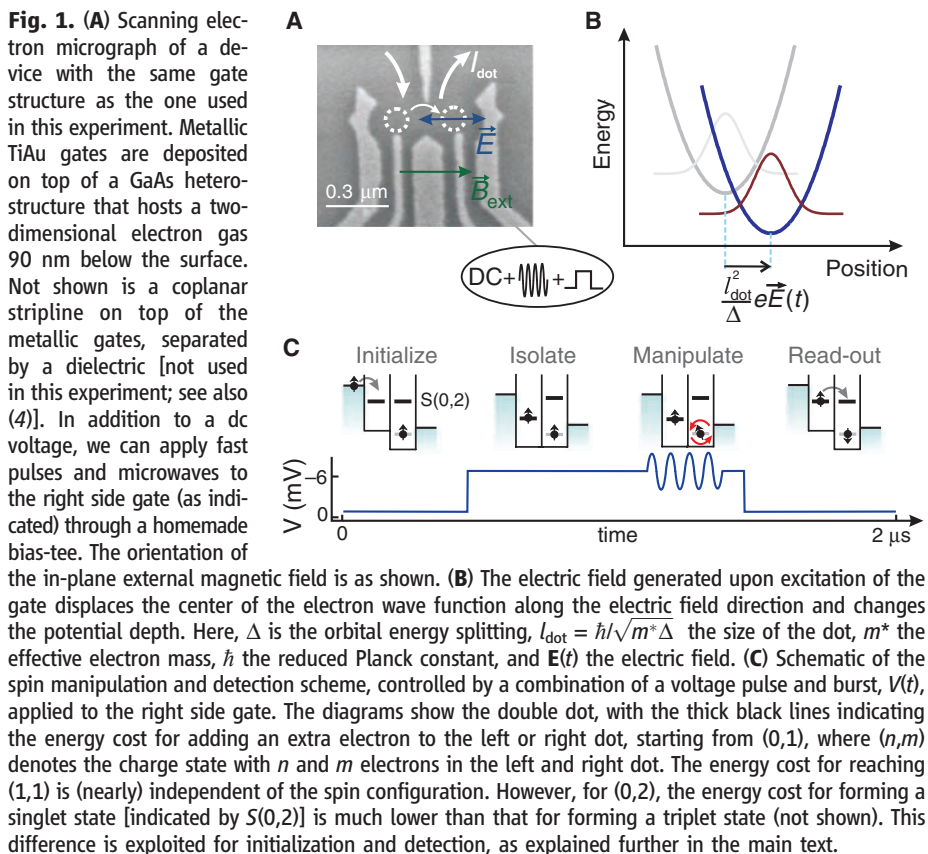 Fig. 1. (A) Scanning elec-
tron micrograph of a de-
vice with the same gate
structure as the one used
in this experiment. Metallic
TiAu gates are deposited
on top of a GaAs hetero-
structure that hosts a two-
dimensional electron gas
90 nm below the surface.
Not shown is a coplanar
stripline on top of the
metallic gates, separated
by a dielectric [not used
in this experiment; see also
(4)]. In addition to a dc
voltage, we can apply fast
pulses and microwaves to
the right side gate (as indi-
cated) through a homemade
bias-tee. The orientation of
the in-plane external magnetic field is as shown. (B) The electric field generated upon excitation of the
gate displaces the center of the electron wave function along the electric field direction and changes
the potential depth. Here, Δ is the orbital energy splitting, l_dot = ħ/√(m*Δ) the size of the dot, m* the
effective electron mass, ħ the reduced Planck constant, and E(t) the electric field. (C) Schematic of the
spin manipulation and detection scheme, controlled by a combination of a voltage pulse and burst, V(t),
applied to the right side gate. The diagrams show the double dot, with the thick black lines indicating
the energy cost for adding an extra electron to the left or right dot, starting from (0,1), where (n,m)
denotes the charge state with n and m electrons in the left and right dot. The energy cost for reaching
(1,1) is (nearly) independent of the spin configuration. However, for (0,2), the energy cost for forming a
singlet state [indicated by S(0,2)] is much lower than that for forming a triplet state (not shown). This
difference is exploited for initialization and detection, as explained further in the main text.
A
I_dot
E⃗
B⃗_ext
0.3 μm
DC+ +
B
Energy
Position
l²_dot/Δ eE⃗(t)
C
Initialize Isolate Manipulate Read-out
S(0,2)
V (mV)
–6
0
0 time 2 μs